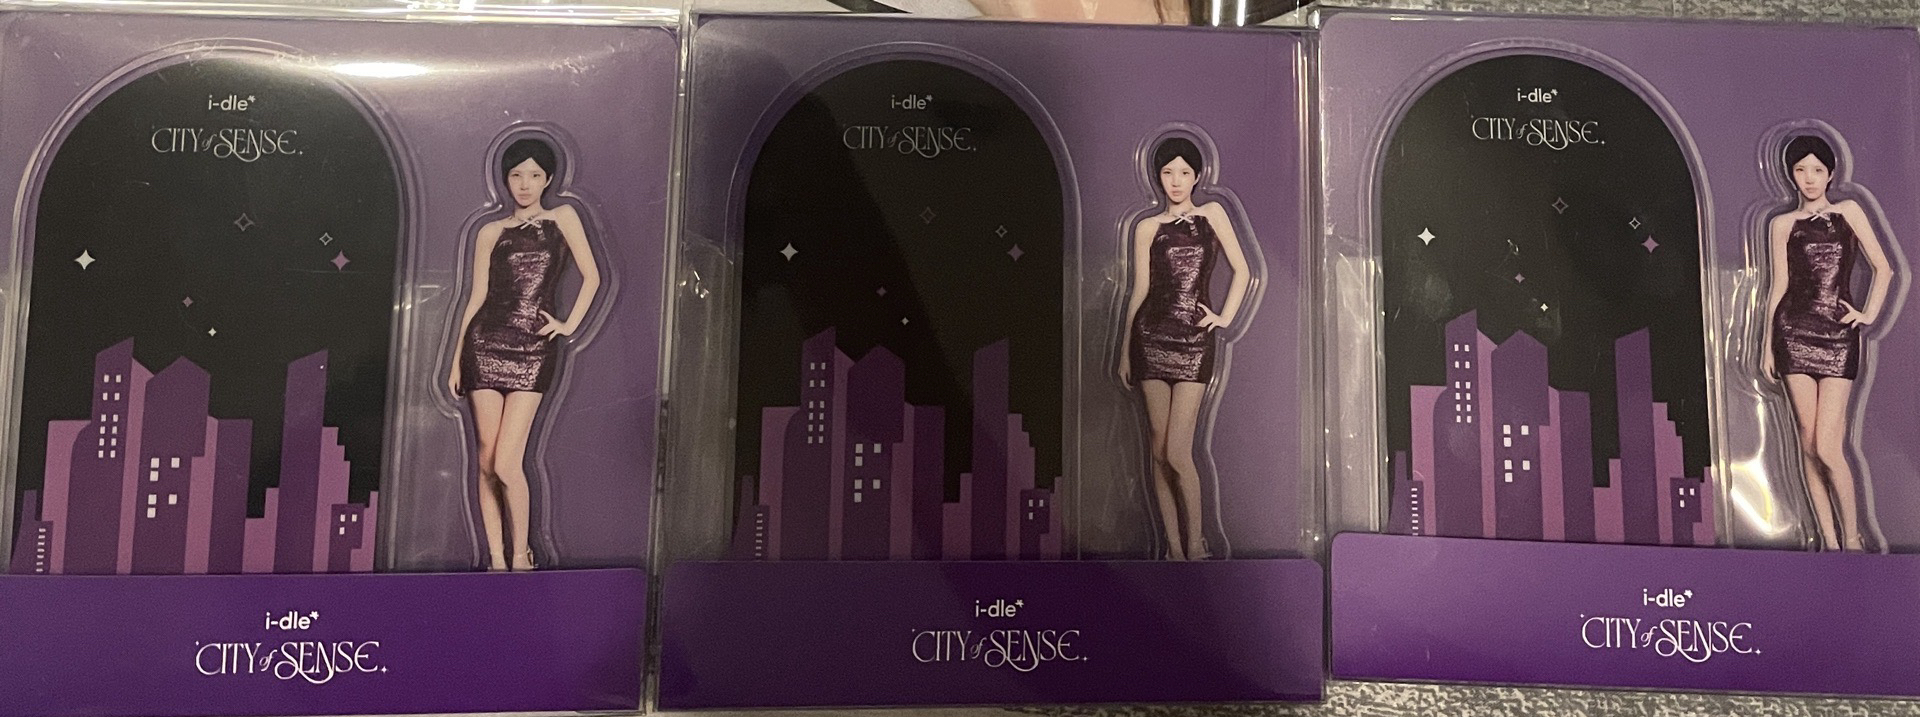 i-dle*
CITY of SENSE.
i-dle*
CITY of SENSE.
i-dle*
CITY of SENSE.
i-dle*
CITY of SENSE.
i-dle*
CITY of SENSE.
i-dle*
CITY of SENSE.